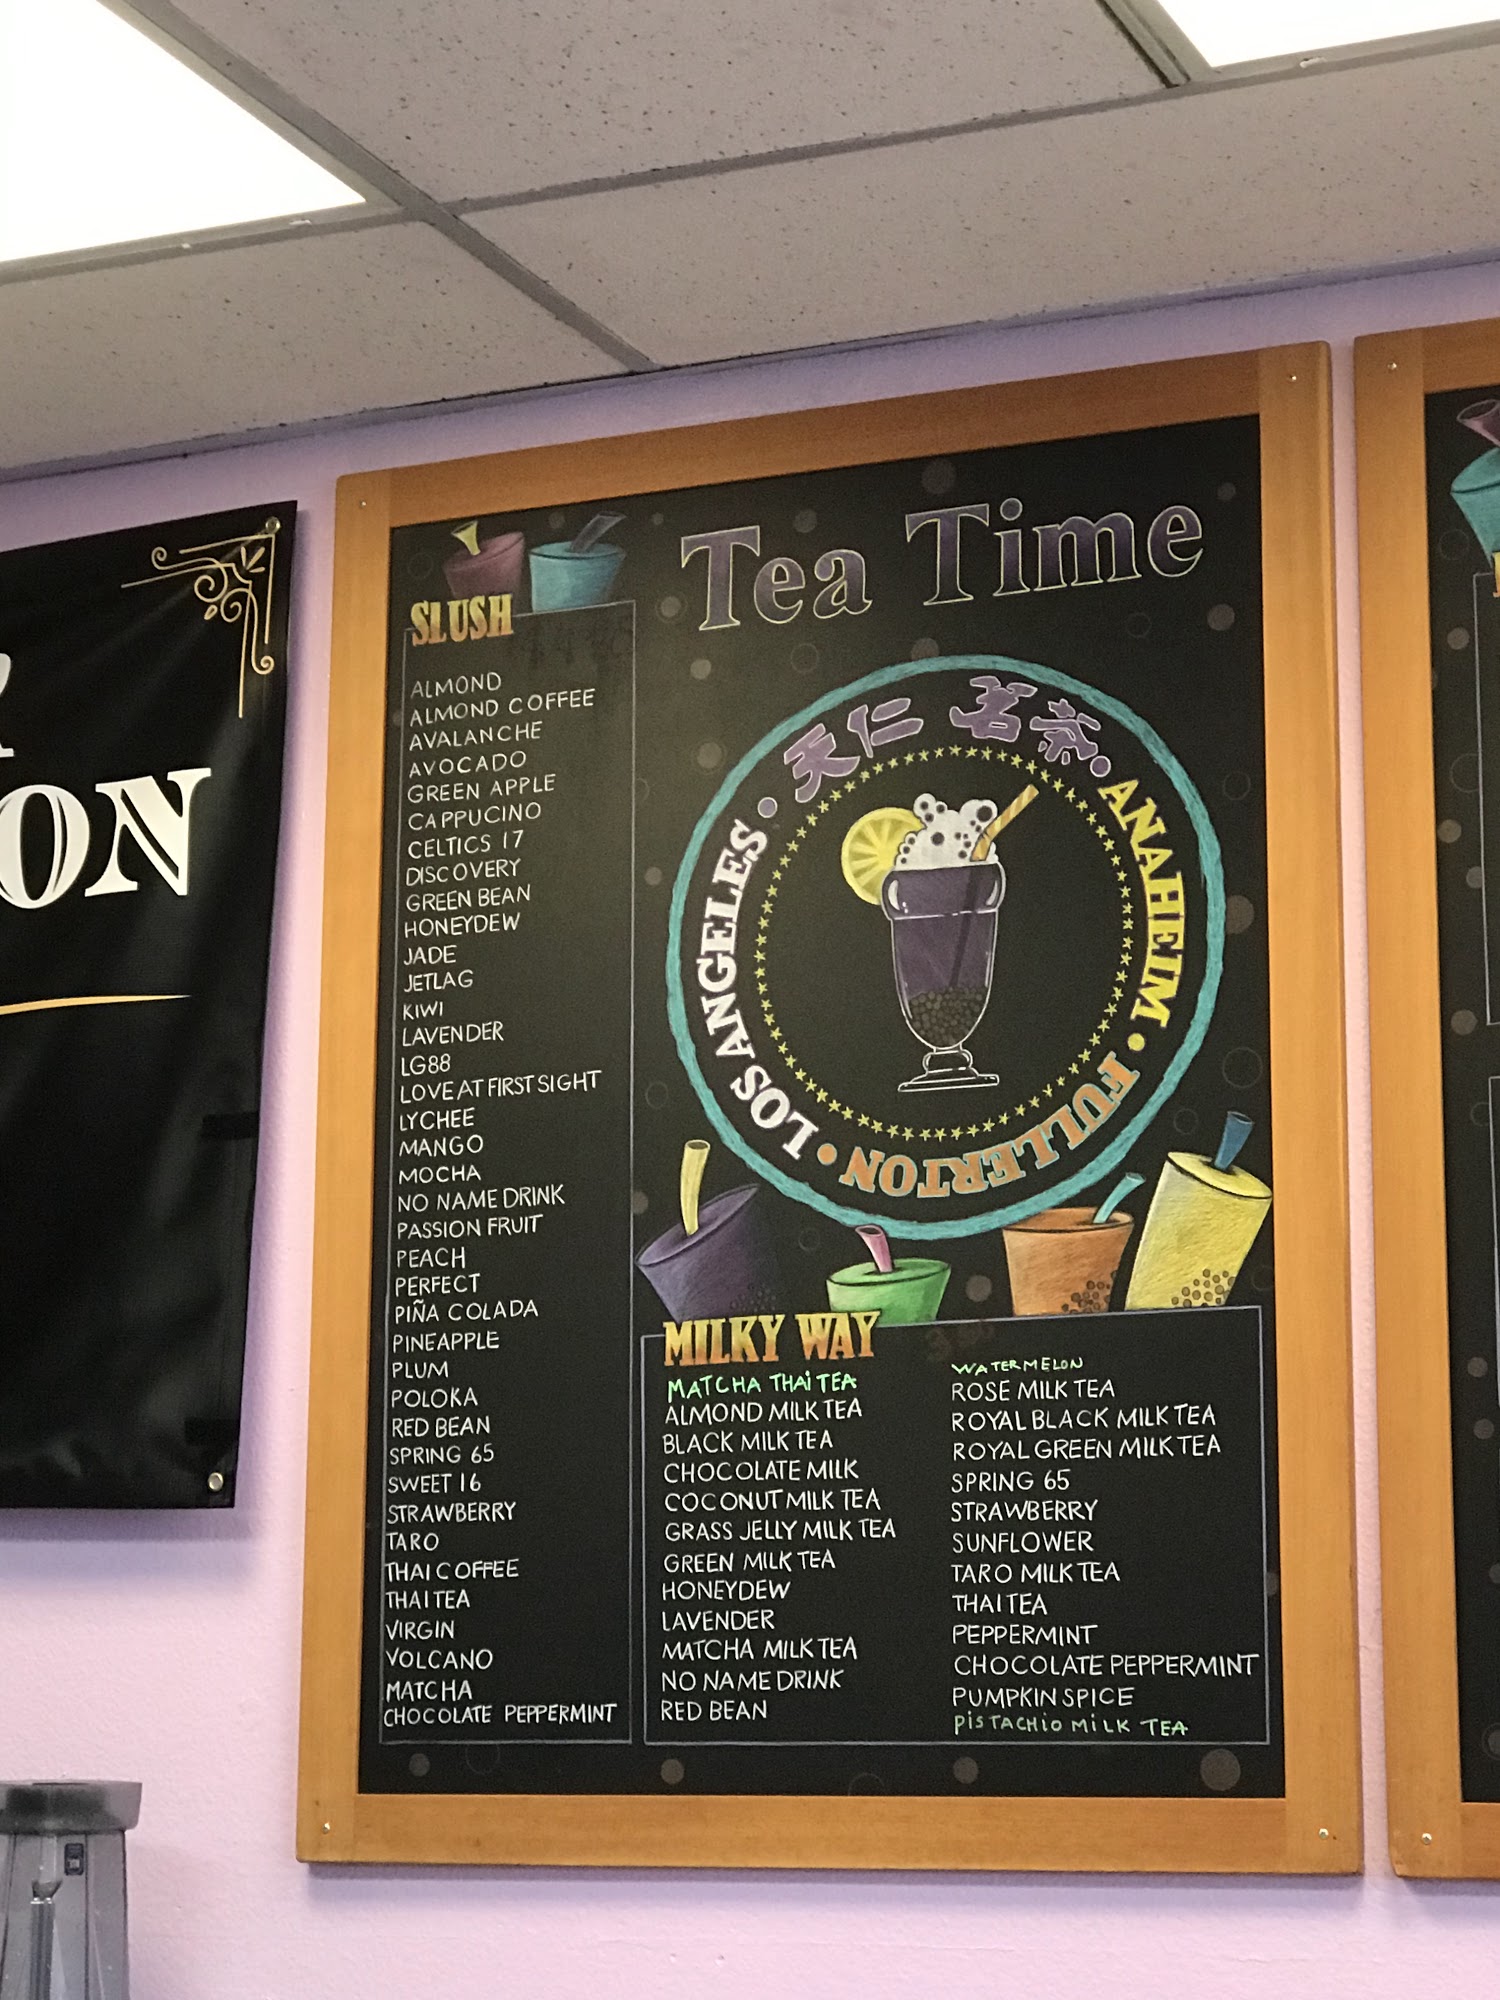 ON
Tea Time
天仁 茗茶
ANAHEIM
FULLERTON
LOS ANGELES
SLUSH
ALMOND
ALMOND COFFEE
AVALANCHE
AVOCADO
GREEN APPLE
CAPPUCINO
CELTICS 17
DISCOVERY
GREEN BEAN
HONEYDEW
JADE
JETLAG
KIWI
LAVENDER
LG88
LOVE AT FIRST SIGHT
LYCHEE
MANGO
MOCHA
NO NAME DRINK
PASSION FRUIT
PEACH
PERFECT
PIÑA COLADA
PINEAPPLE
PLUM
POLOKA
RED BEAN
SPRING 65
SWEET 16
STRAWBERRY
TARO
THAI COFFEE
THAI TEA
VIRGIN
VOLCANO
MATCHA
CHOCOLATE PEPPERMINT
MILKY WAY
MATCHA THAI TEA
ALMOND MILK TEA
BLACK MILK TEA
CHOCOLATE MILK
COCONUT MILK TEA
GRASS JELLY MILK TEA
GREEN MILK TEA
HONEYDEW
LAVENDER
MATCHA MILK TEA
NO NAME DRINK
RED BEAN
WATERMELON
ROSE MILK TEA
ROYAL BLACK MILK TEA
ROYAL GREEN MILK TEA
SPRING 65
STRAWBERRY
SUNFLOWER
TARO MILK TEA
THAI TEA
PEPPERMINT
CHOCOLATE PEPPERMINT
PUMPKIN SPICE
PISTACHIO MILK TEA